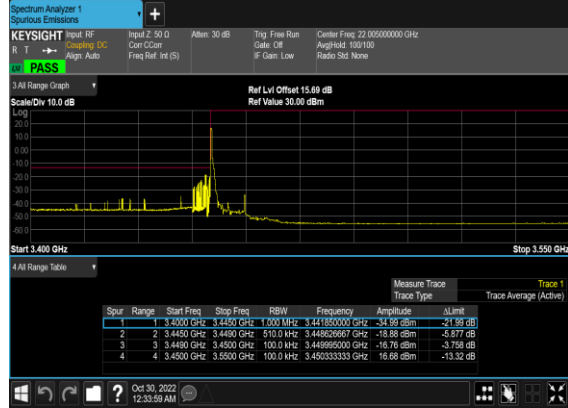 Spectrum Analyzer 1
Spurious Emissions
+
KEYSIGHT Input: RF Input Z: 50 Ω Atten: 30 dB Trig: Free Run Center Freq: 22.005000000 GHz
R T Coupling: DC Corr CCorr Gate: Off Avg|Hold: 100/100
Align: Auto Freq Ref: Int (S) IF Gain: Low Radio Std: None
PASS
3 All Range Graph
Ref Lvl Offset 15.69 dB
Scale/Div 10.0 dB Ref Value 30.00 dBm
Log
20.0
10.0
0.00
-10.0
-20.0
-30.0
-40.0
-50.0
-60.0
Start 3.400 GHz Stop 3.550 GHz
4 All Range Table
Measure Trace Trace 1
Trace Type Trace Average (Active)
Spur Range Start Freq Stop Freq RBW Frequency Amplitude ΔLimit
1 1 3.4000 GHz 3.4450 GHz 1.000 MHz 3.441850000 GHz -34.99 dBm -21.99 dB
2 2 3.4450 GHz 3.4490 GHz 510.0 kHz 3.448626667 GHz -18.88 dBm -5.877 dB
3 3 3.4490 GHz 3.4500 GHz 100.0 kHz 3.449995000 GHz -16.76 dBm -3.758 dB
4 4 3.4500 GHz 3.5500 GHz 100.0 kHz 3.450333333 GHz 16.68 dBm -13.32 dB
?
Oct 30, 2022
12:33:59 AM